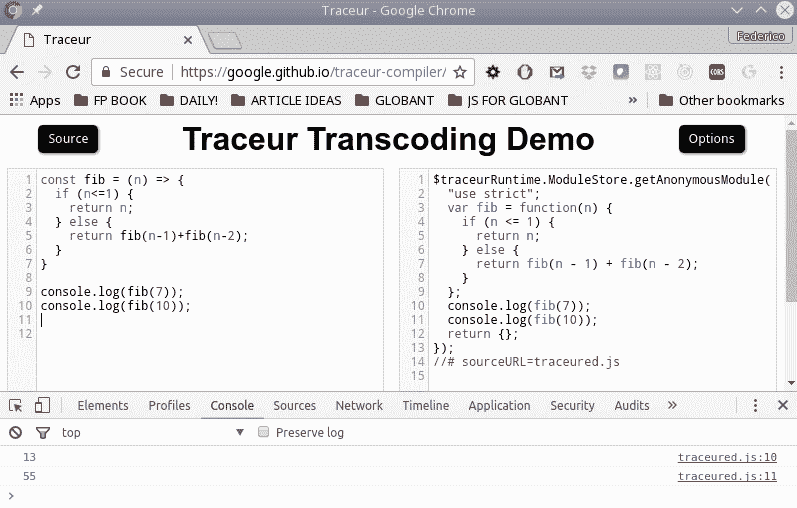 Traceur - Google Chrome
Traceur
Federico
Secure https://google.github.io/traceur-compiler/
CORS
G
Apps FP BOOK DAILY! ARTICLE IDEAS GLOBANT JS FOR GLOBANT » Other bookmarks
Source
Traceur Transcoding Demo
Options
1 const fib = (n) => {
2 if (n<=1) {
3 return n;
4 } else {
5 return fib(n-1)+fib(n-2);
6 }
7 }
8
9 console.log(fib(7));
10 console.log(fib(10));
11
12
1 $traceurRuntime.ModuleStore.getAnonymousModule(
2 "use strict";
3 var fib = function(n) {
4 if (n <= 1) {
5 return n;
6 } else {
7 return fib(n - 1) + fib(n - 2);
8 }
9 };
10 console.log(fib(7));
11 console.log(fib(10));
12 return {};
13 });
14 //# sourceURL=traceured.js
15
Elements Profiles Console Sources Network Timeline Application Security Audits »
top Preserve log
13 traceured.js:10
55 traceured.js:11
>